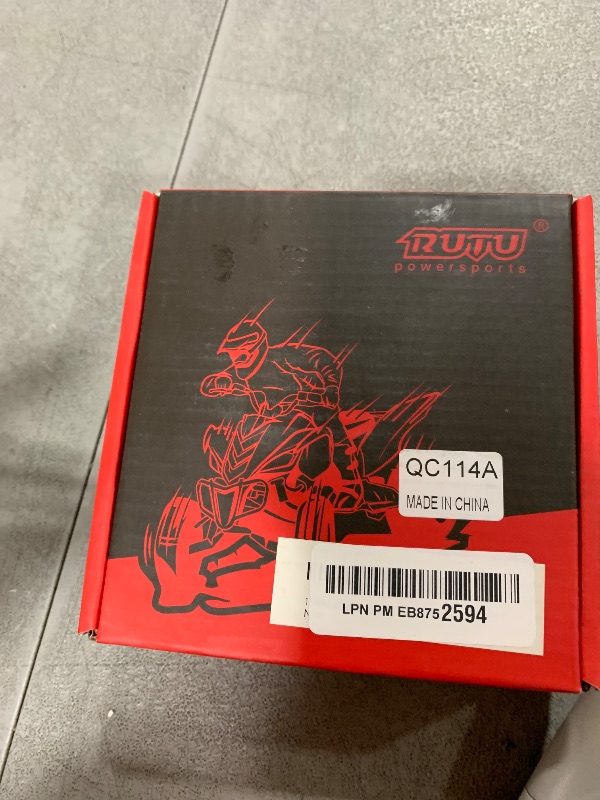 RUTU®
powersports
QC114A
MADE IN CHINA
LPN PM EB8752594